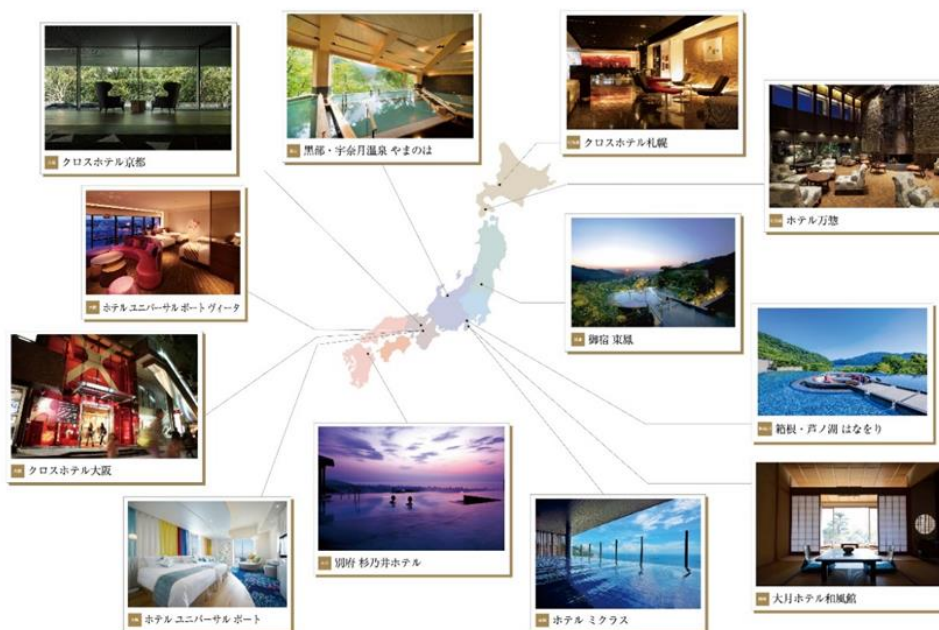 クロスホテル京都
黒部・宇奈月温泉 やまのは
クロスホテル札幌
ホテル万惣
ホテル ユニバーサル ポート ヴィータ
御宿 東鳳
箱根・芦ノ湖 はなをり
クロスホテル大阪
別府 杉乃井ホテル
ホテル ユニバーサル ポート
ホテル ミクラス
大月ホテル和風館